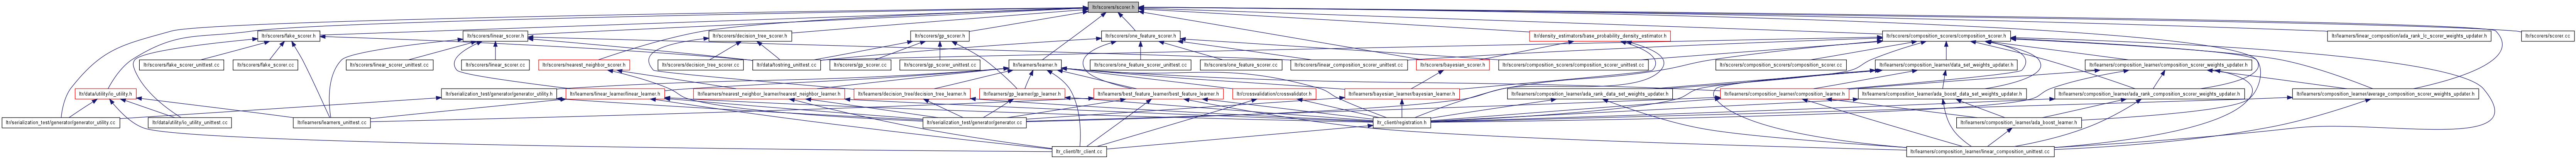 ltr/scorers/scorer.h
ltr/scorers/fake_scorer.h
ltr/scorers/linear_scorer.h
ltr/scorers/decision_tree_scorer.h
ltr/scorers/gp_scorer.h
ltr/scorers/one_feature_scorer.h
ltr/density_estimators/base_probability_density_estimator.h
ltr/scorers/composition_scorers/composition_scorer.h
ltr/learners/linear_composition/ada_rank_lc_scorer_weights_updater.h
ltr/scorers/scorer.cc
ltr/scorers/fake_scorer_unittest.cc
ltr/scorers/fake_scorer.cc
ltr/scorers/linear_scorer_unittest.cc
ltr/scorers/linear_scorer.cc
ltr/scorers/nearest_neighbor_scorer.h
ltr/scorers/decision_tree_scorer.cc
ltr/data/tostring_unittest.cc
ltr/scorers/gp_scorer.cc
ltr/scorers/gp_scorer_unittest.cc
ltr/learners/learner.h
ltr/scorers/one_feature_scorer_unittest.cc
ltr/scorers/one_feature_scorer.cc
ltr/scorers/linear_composition_scorer_unittest.cc
ltr/scorers/bayesian_scorer.h
ltr/scorers/composition_scorers/composition_scorer_unittest.cc
ltr/scorers/composition_scorers/composition_scorer.cc
ltr/learners/composition_learner/data_set_weights_updater.h
ltr/learners/composition_learner/composition_scorer_weights_updater.h
ltr/data/utility/io_utility.h
ltr/serialization_test/generator/generator_utility.h
ltr/learners/linear_learner/linear_learner.h
ltr/learners/nearest_neighbor_learner/nearest_neighbor_learner.h
ltr/learners/decision_tree/decision_tree_learner.h
ltr/learners/gp_learner/gp_learner.h
ltr/learners/best_feature_learner/best_feature_learner.h
ltr/crossvalidation/crossvalidator.h
ltr/learners/bayesian_learner/bayesian_learner.h
ltr/learners/composition_learner/ada_rank_data_set_weights_updater.h
ltr/learners/composition_learner/composition_learner.h
ltr/learners/composition_learner/ada_boost_data_set_weights_updater.h
ltr/learners/composition_learner/ada_rank_composition_scorer_weights_updater.h
ltr/learners/composition_learner/average_composition_scorer_weights_updater.h
ltr/serialization_test/generator/generator_utility.cc
ltr/data/utility/io_utility_unittest.cc
ltr/learners/learners_unittest.cc
ltr/serialization_test/generator/generator.cc
ltr_client/registration.h
ltr/learners/composition_learner/ada_boost_learner.h
ltr_client/ltr_client.cc
ltr/learners/composition_learner/linear_composition_unittest.cc